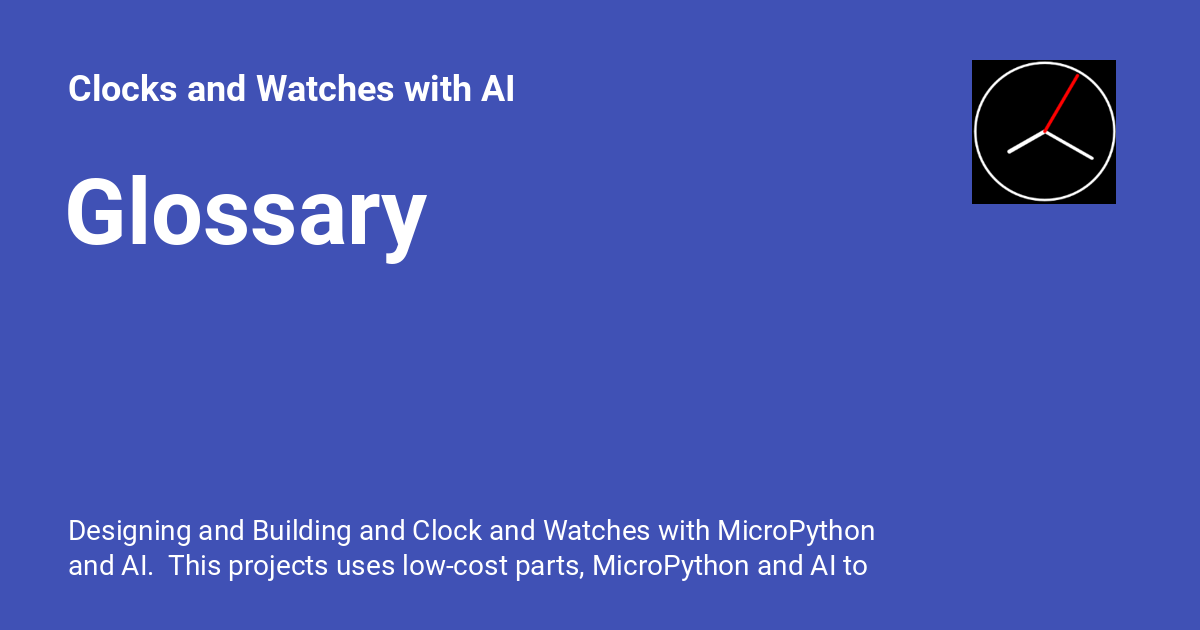 Clocks and Watches with AI
Glossary
Designing and Building and Clock and Watches with MicroPython
and AI.  This projects uses low-cost parts, MicroPython and AI to